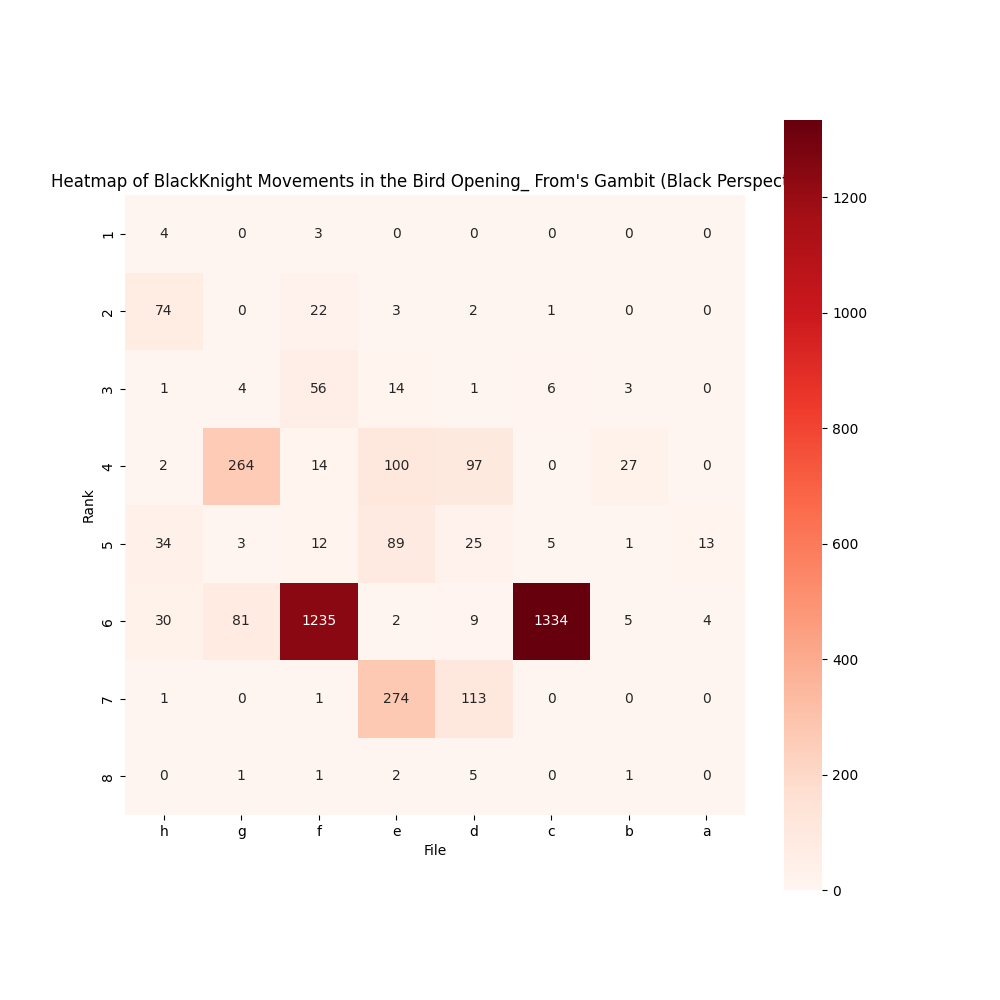 Heatmap of BlackKnight Movements in the Bird Opening_ From's Gambit (Black Perspect
1 4 0 3 0 0 0 0 0
2 74 0 22 3 2 1 0 0
3 1 4 56 14 1 6 3 0
4 2 264 14 100 97 0 27 0
5 34 3 12 89 25 5 1 13
6 30 81 1235 2 9 1334 5 4
7 1 0 1 274 113 0 0 0
8 0 1 1 2 5 0 1 0
h g f e d c b a
File
Rank
1200
1000
800
600
400
200
0